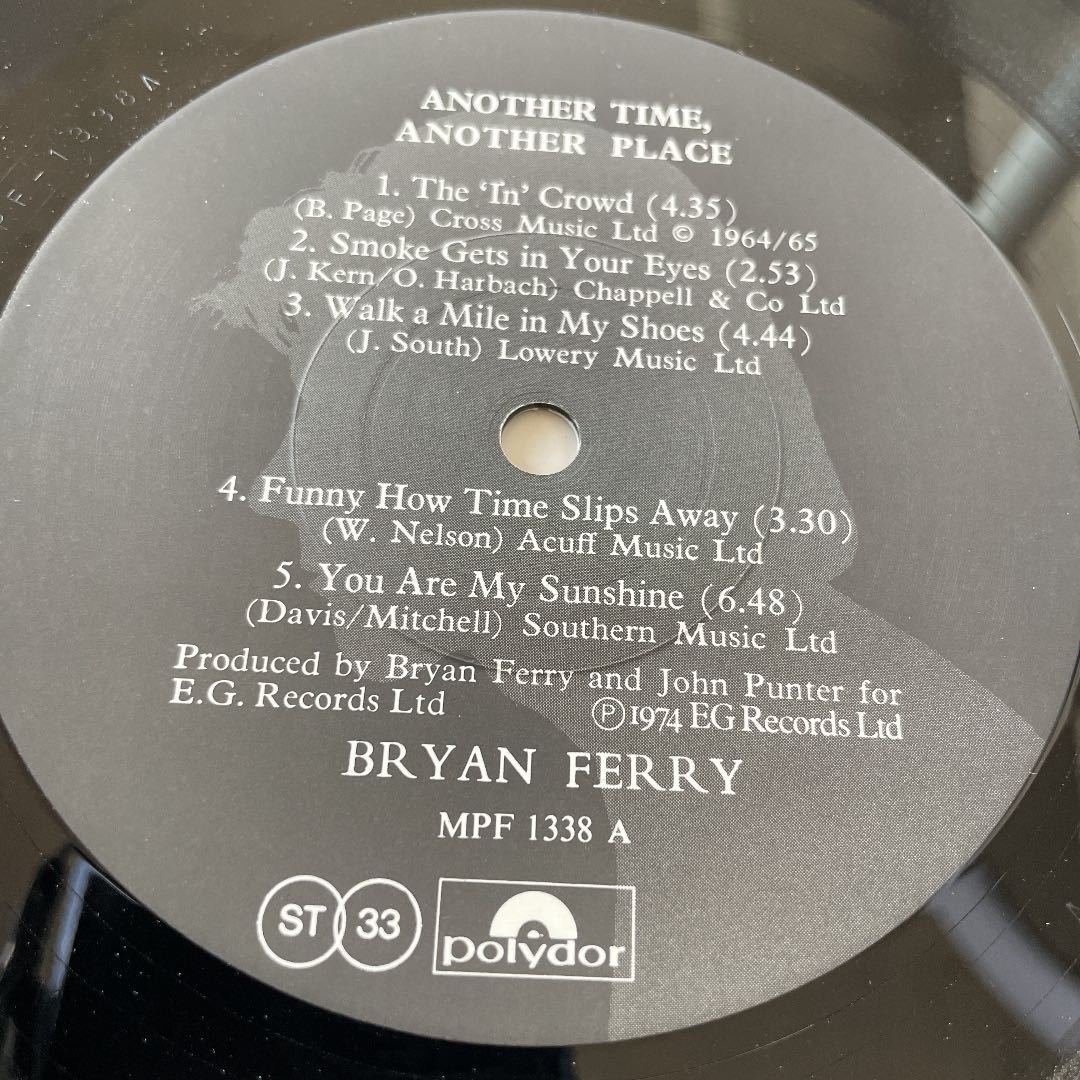 ANOTHER TIME,
ANOTHER PLACE
1. The 'In' Crowd (4.35)
(B. Page) Cross Music Ltd © 1964/65
2. Smoke Gets in Your Eyes (2.53)
(J. Kern/O. Harbach) Chappell & Co Ltd
3. Walk a Mile in My Shoes (4.44)
(J. South) Lowery Music Ltd
4. Funny How Time Slips Away (3.30)
(W. Nelson) Acuff Music Ltd
5. You Are My Sunshine (6.48)
(Davis/Mitchell) Southern Music Ltd
Produced by Bryan Ferry and John Punter for
E.G. Records Ltd
℗ 1974 EG Records Ltd
BRYAN FERRY
MPF 1338 A
ST 33
polydor